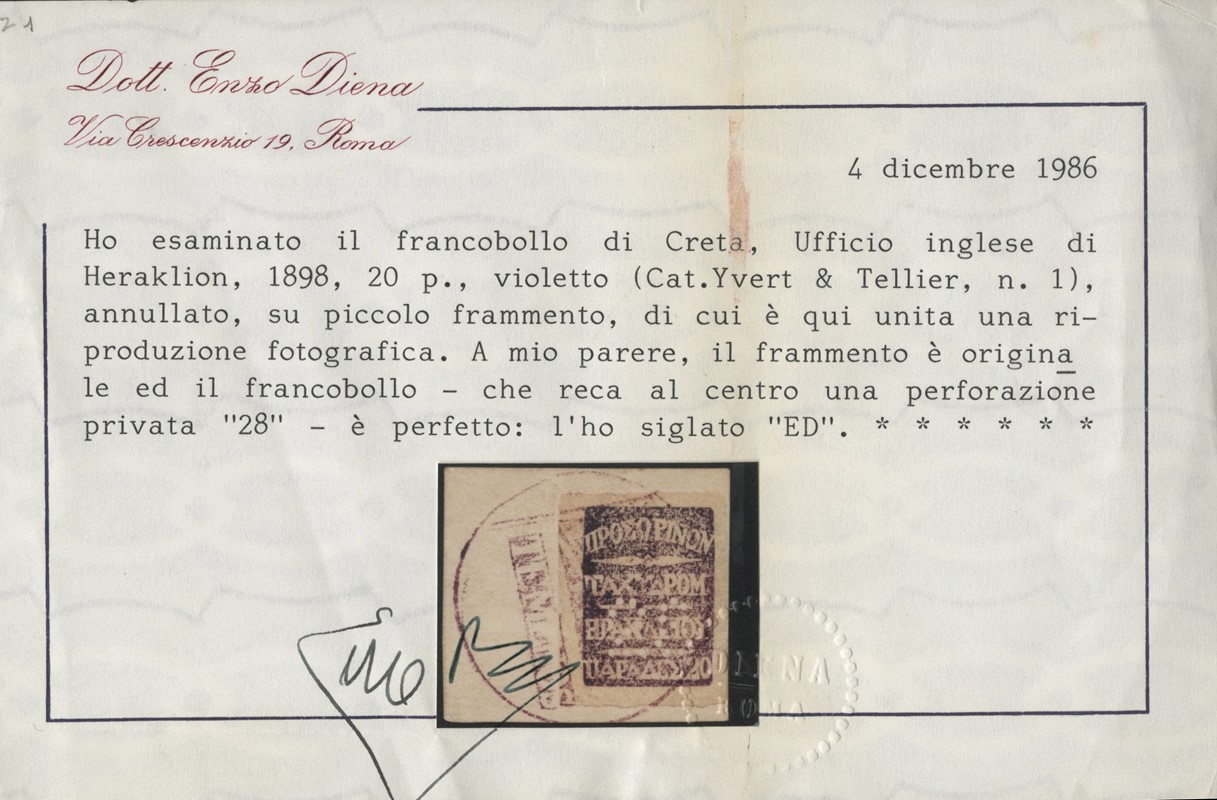 21
Dott. Enzo Diena
Via Crescenzio 19, Roma
4 dicembre 1986
Ho esaminato il francobollo di Creta, Ufficio inglese di
Heraklion, 1898, 20 p., violetto (Cat.Yvert & Tellier, n. 1),
annullato, su piccolo frammento, di cui è qui unita una ri-
produzione fotografica. A mio parere, il frammento è origina
le ed il francobollo - che reca al centro una perforazione
privata "28" - è perfetto: l'ho siglato "ED". * * * * * *
ΠΡΟΣΩΡΙΝΟΝ
ΤΑΧΥΔΡΟΜ
ΗΡΑΚΛΕΙΟΥ
ΠΑΡΑΔΕΣ 20
DIENA
ROMA